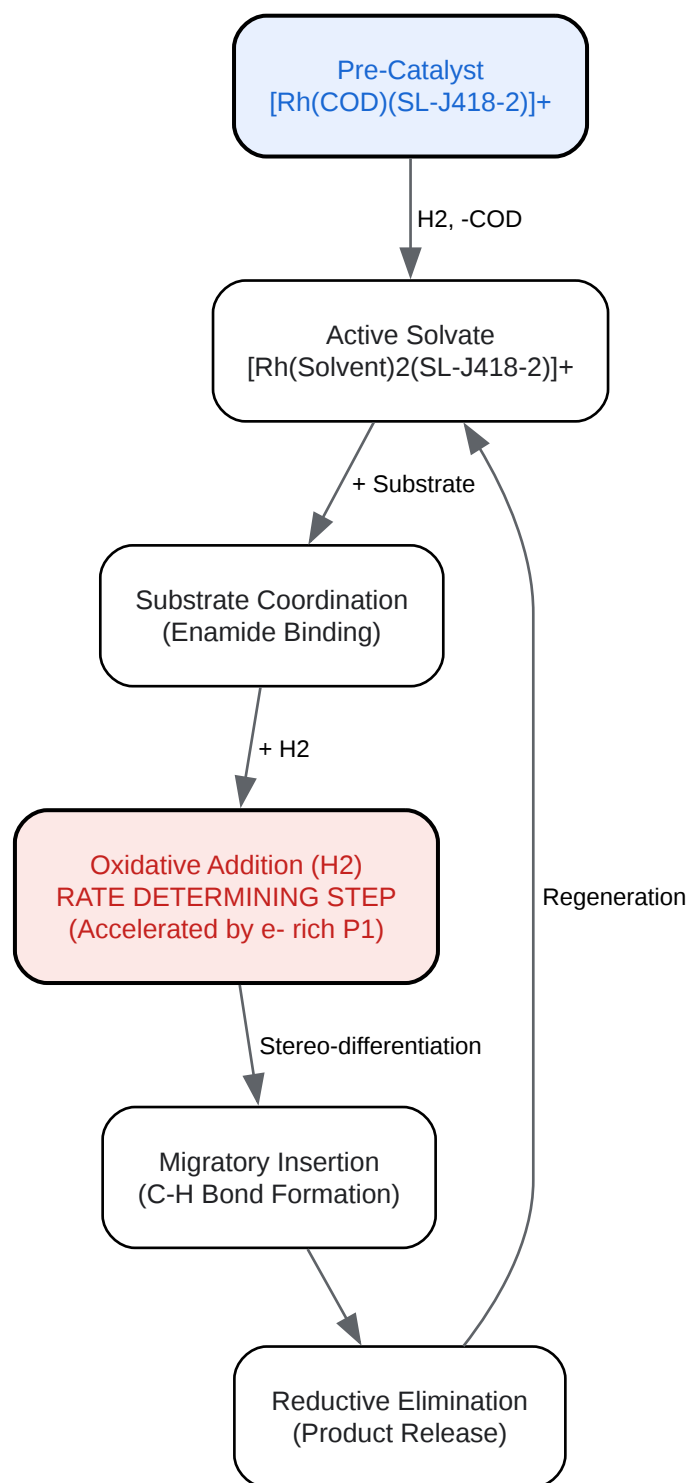 Pre-Catalyst
[Rh(COD)(SL-J418-2)]+
H2, -COD
Active Solvate
[Rh(Solvent)2(SL-J418-2)]+
+ Substrate
Substrate Coordination
(Enamide Binding)
+ H2
Oxidative Addition (H2)
RATE DETERMINING STEP
(Accelerated by e- rich P1)
Regeneration
Stereo-differentiation
Migratory Insertion
(C-H Bond Formation)
Reductive Elimination
(Product Release)